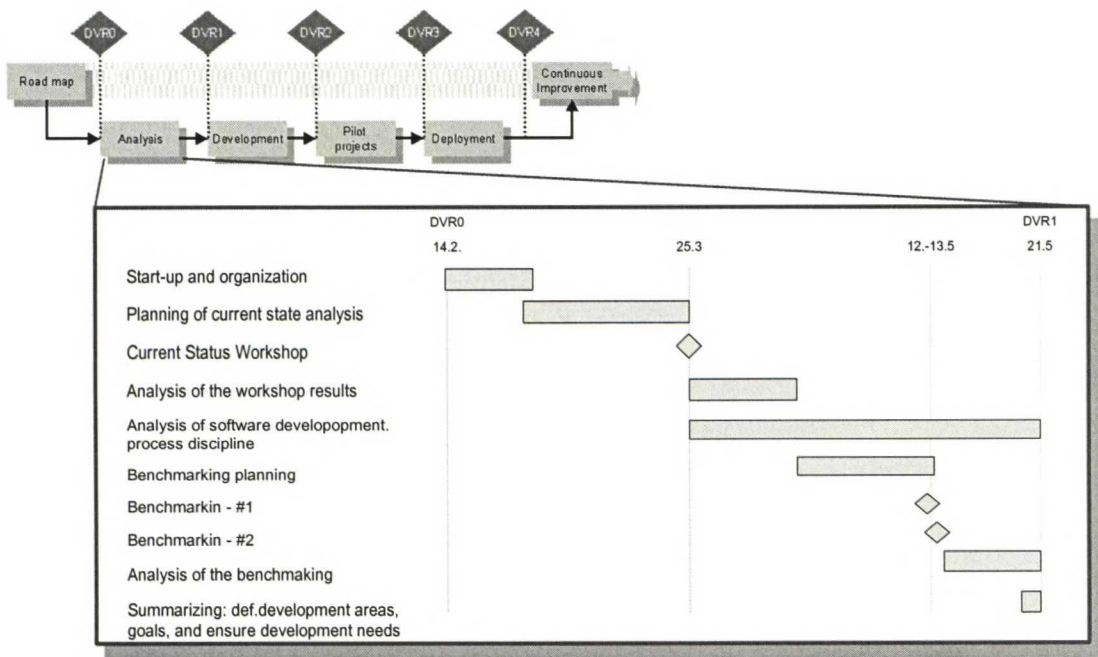 DVR0
DVR1
DVR2
DVR3
DVR4
Road map
Continuous
Improvement
Analysis
Development
Pilot
projects
Deployment
DVR0
DVR1
14.2.
25.3
12.-13.5
21.5
Start-up and organization
Planning of current state analysis
Current Status Workshop
Analysis of the workshop results
Analysis of software developopment.
process discipline
Benchmarking planning
Benchmarkin - #1
Benchmarkin - #2
Analysis of the benchmaking
Summarizing: def.development areas,
goals, and ensure development needs